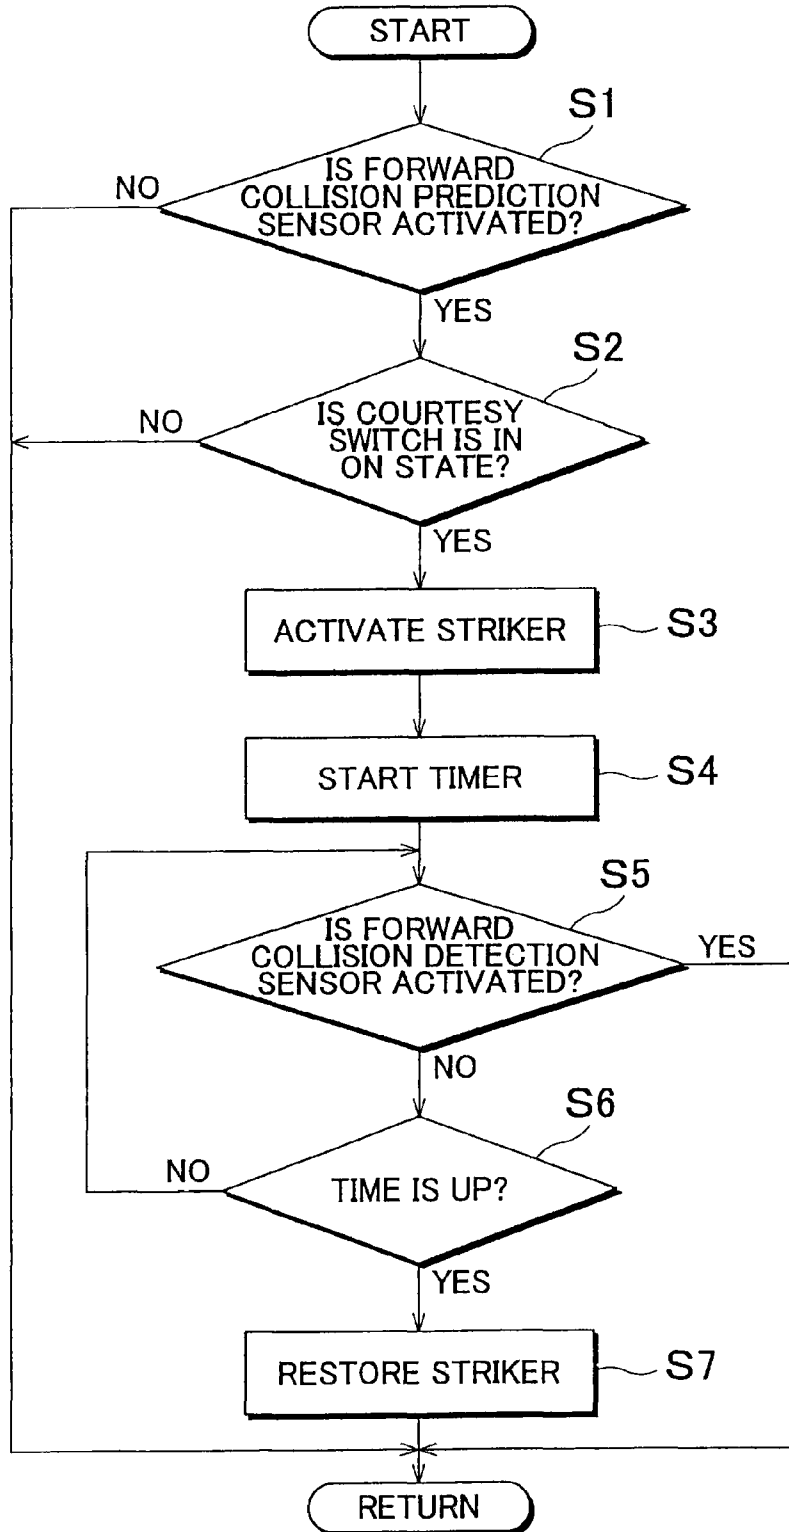 START
S1
IS FORWARD
COLLISION PREDICTION
SENSOR ACTIVATED?
NO
YES
S2
IS COURTESY
SWITCH IS IN
ON STATE?
NO
YES
ACTIVATE STRIKER
S3
START TIMER
S4
S5
IS FORWARD
COLLISION DETECTION
SENSOR ACTIVATED?
YES
NO
S6
TIME IS UP?
NO
YES
RESTORE STRIKER
S7
RETURN